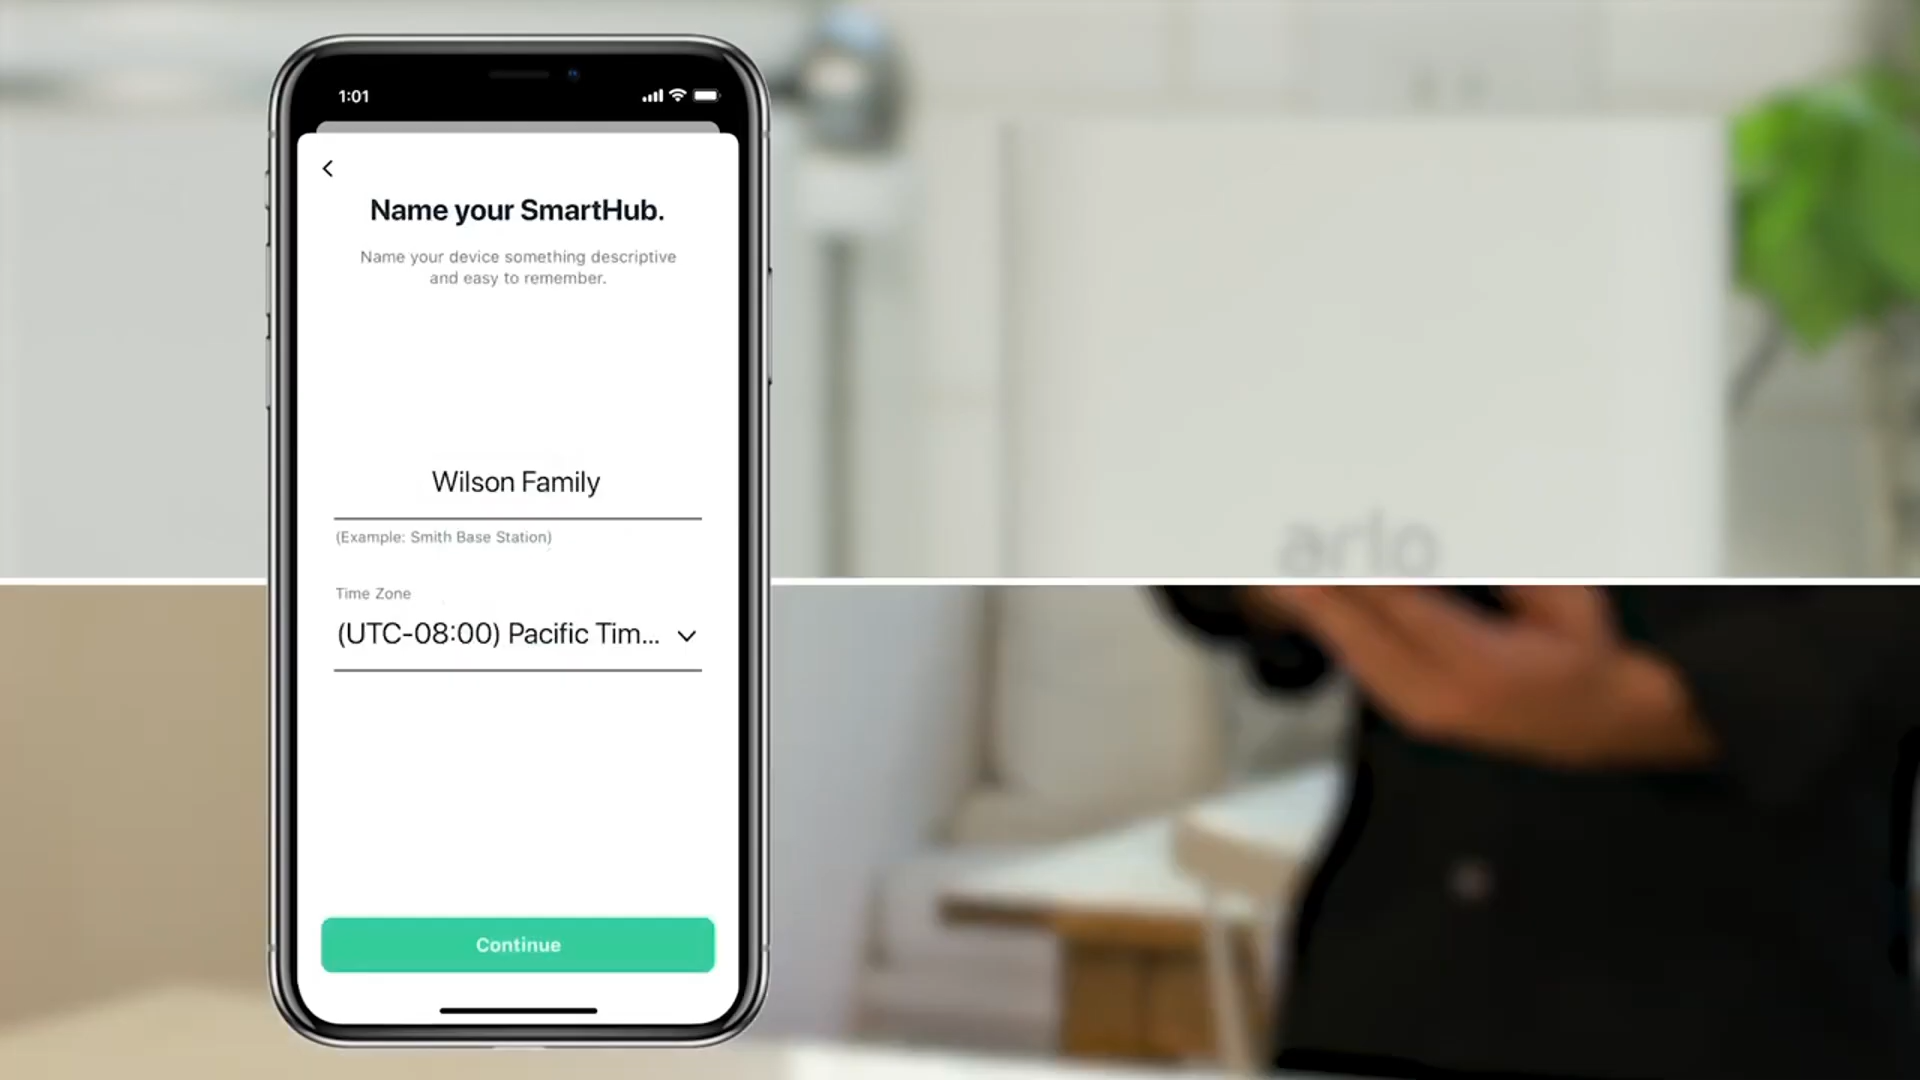 1:01
Name your SmartHub.
Name your device something descriptive
and easy to remember.
Wilson Family
(Example: Smith Base Station)
Time Zone
(UTC-08:00) Pacific Tim...
Continue
arlo